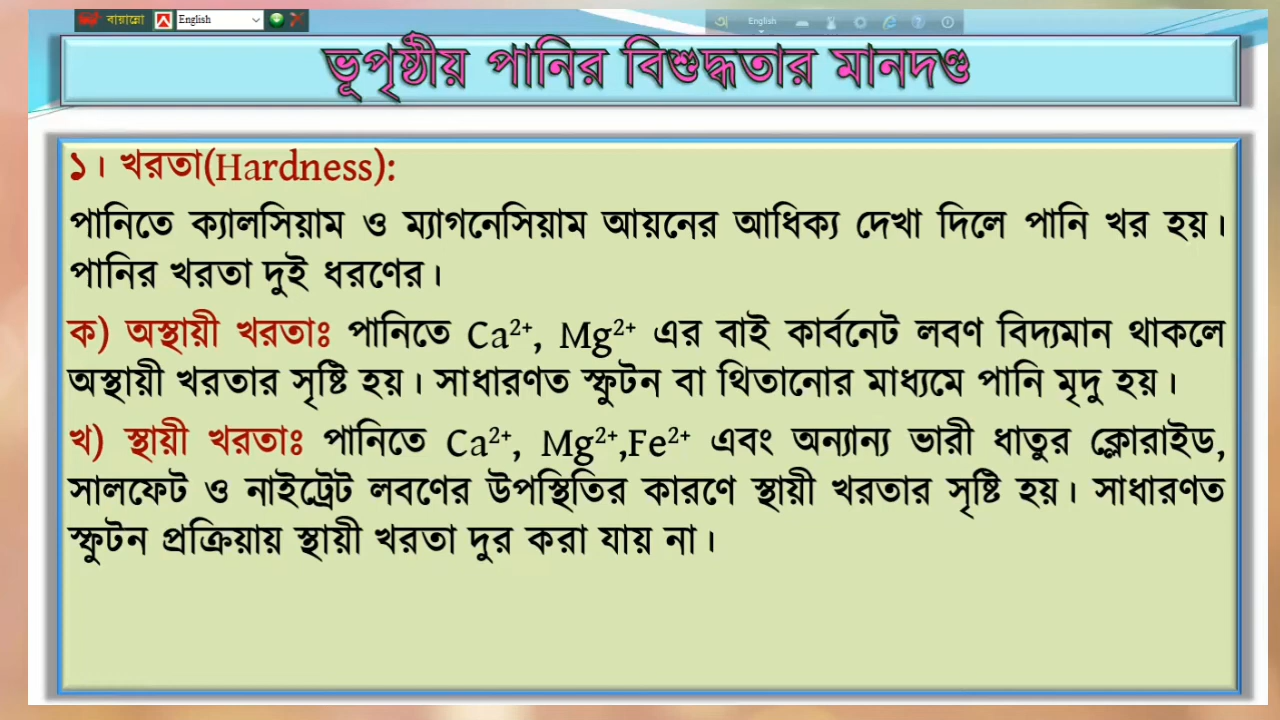 বায়ান্নো English English
ভূপৃষ্ঠীয় পানির বিশুদ্ধতার মানদণ্ড
১। খরতা(Hardness):
পানিতে ক্যালসিয়াম ও ম্যাগনেসিয়াম আয়নের আধিক্য দেখা দিলে পানি খর হয়।
পানির খরতা দুই ধরণের।
ক) অস্থায়ী খরতাঃ পানিতে Ca²⁺, Mg²⁺ এর বাই কার্বনেট লবণ বিদ্যমান থাকলে
অস্থায়ী খরতার সৃষ্টি হয়। সাধারণত স্ফুটন বা থিতানোর মাধ্যমে পানি মৃদু হয়।
খ) স্থায়ী খরতাঃ পানিতে Ca²⁺, Mg²⁺,Fe²⁺ এবং অন্যান্য ভারী ধাতুর ক্লোরাইড,
সালফেট ও নাইট্রেট লবণের উপস্থিতির কারণে স্থায়ী খরতার সৃষ্টি হয়। সাধারণত
স্ফুটন প্রক্রিয়ায় স্থায়ী খরতা দুর করা যায় না।